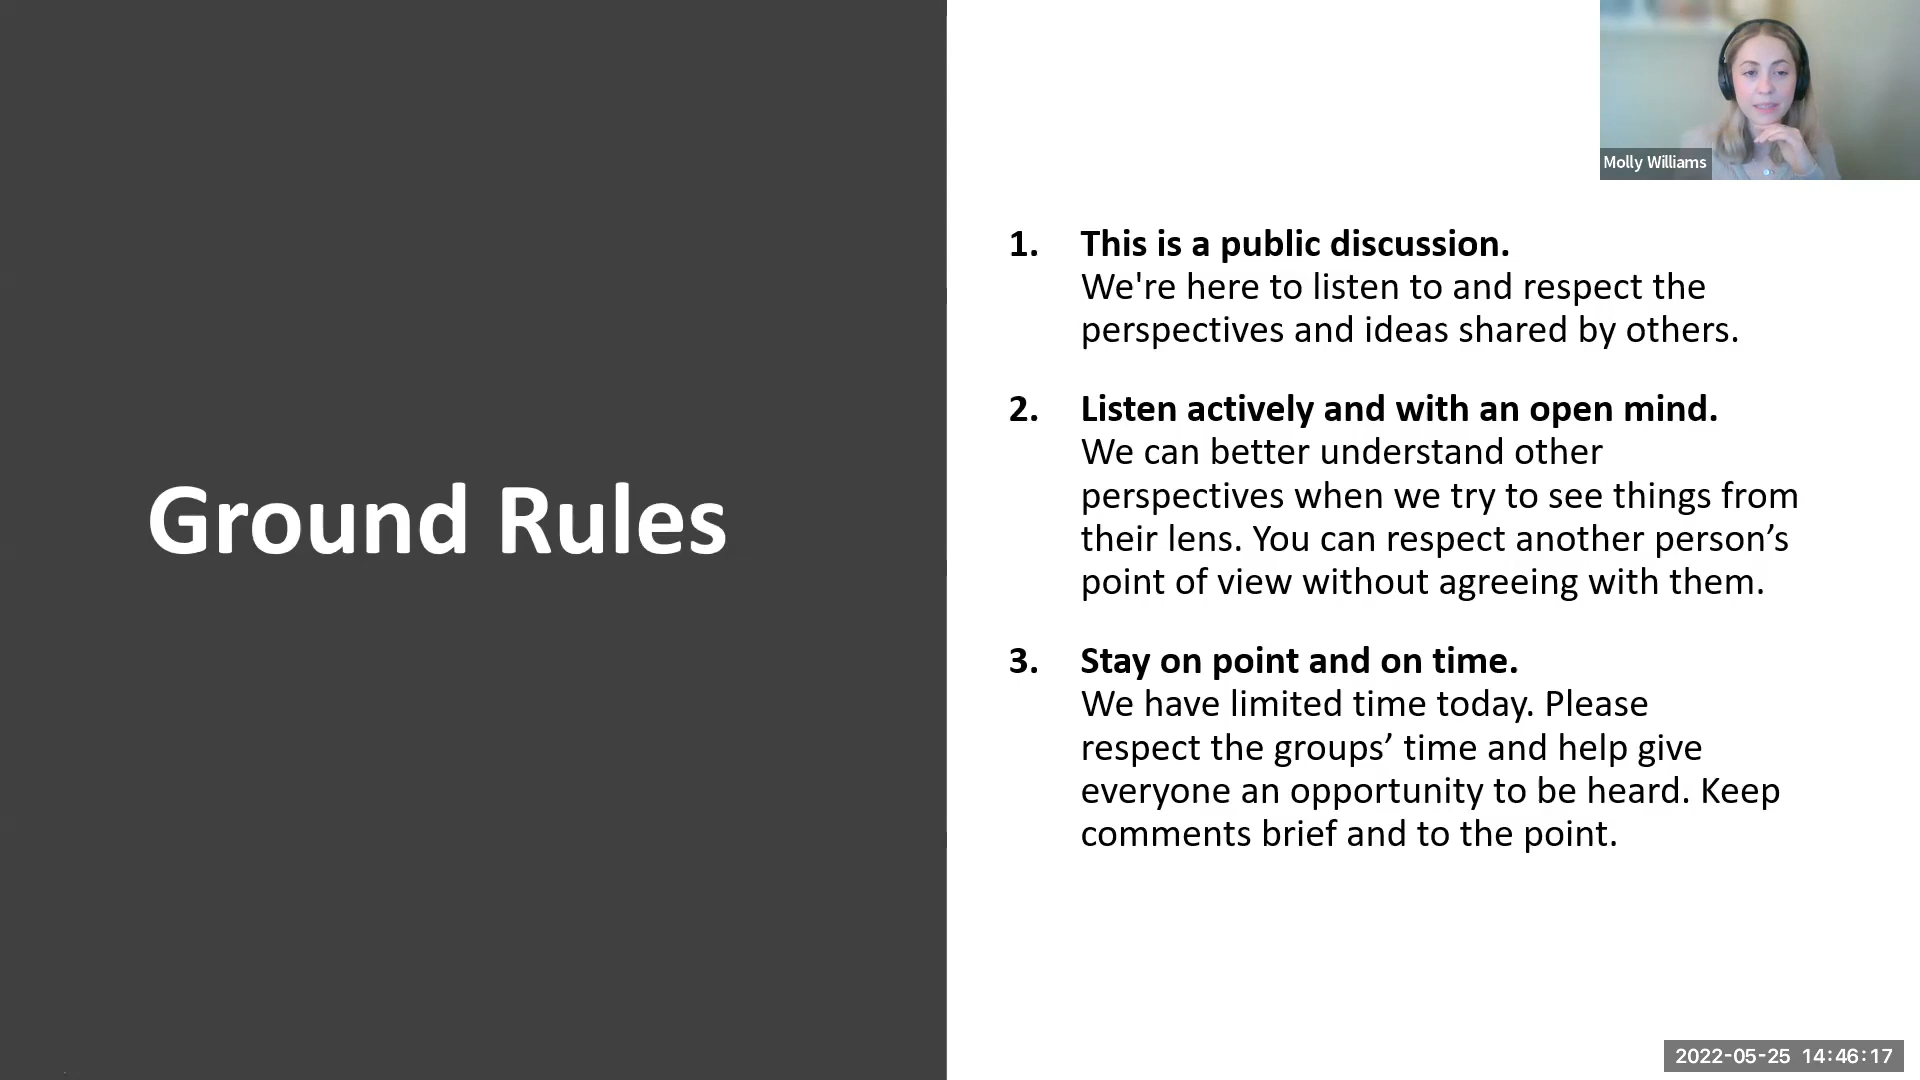 Ground Rules
Molly Williams
1. This is a public discussion.
We're here to listen to and respect the
perspectives and ideas shared by others.
2. Listen actively and with an open mind.
We can better understand other
perspectives when we try to see things from
their lens. You can respect another person’s
point of view without agreeing with them.
3. Stay on point and on time.
We have limited time today. Please
respect the groups’ time and help give
everyone an opportunity to be heard. Keep
comments brief and to the point.
2022-05-25 14:46:17